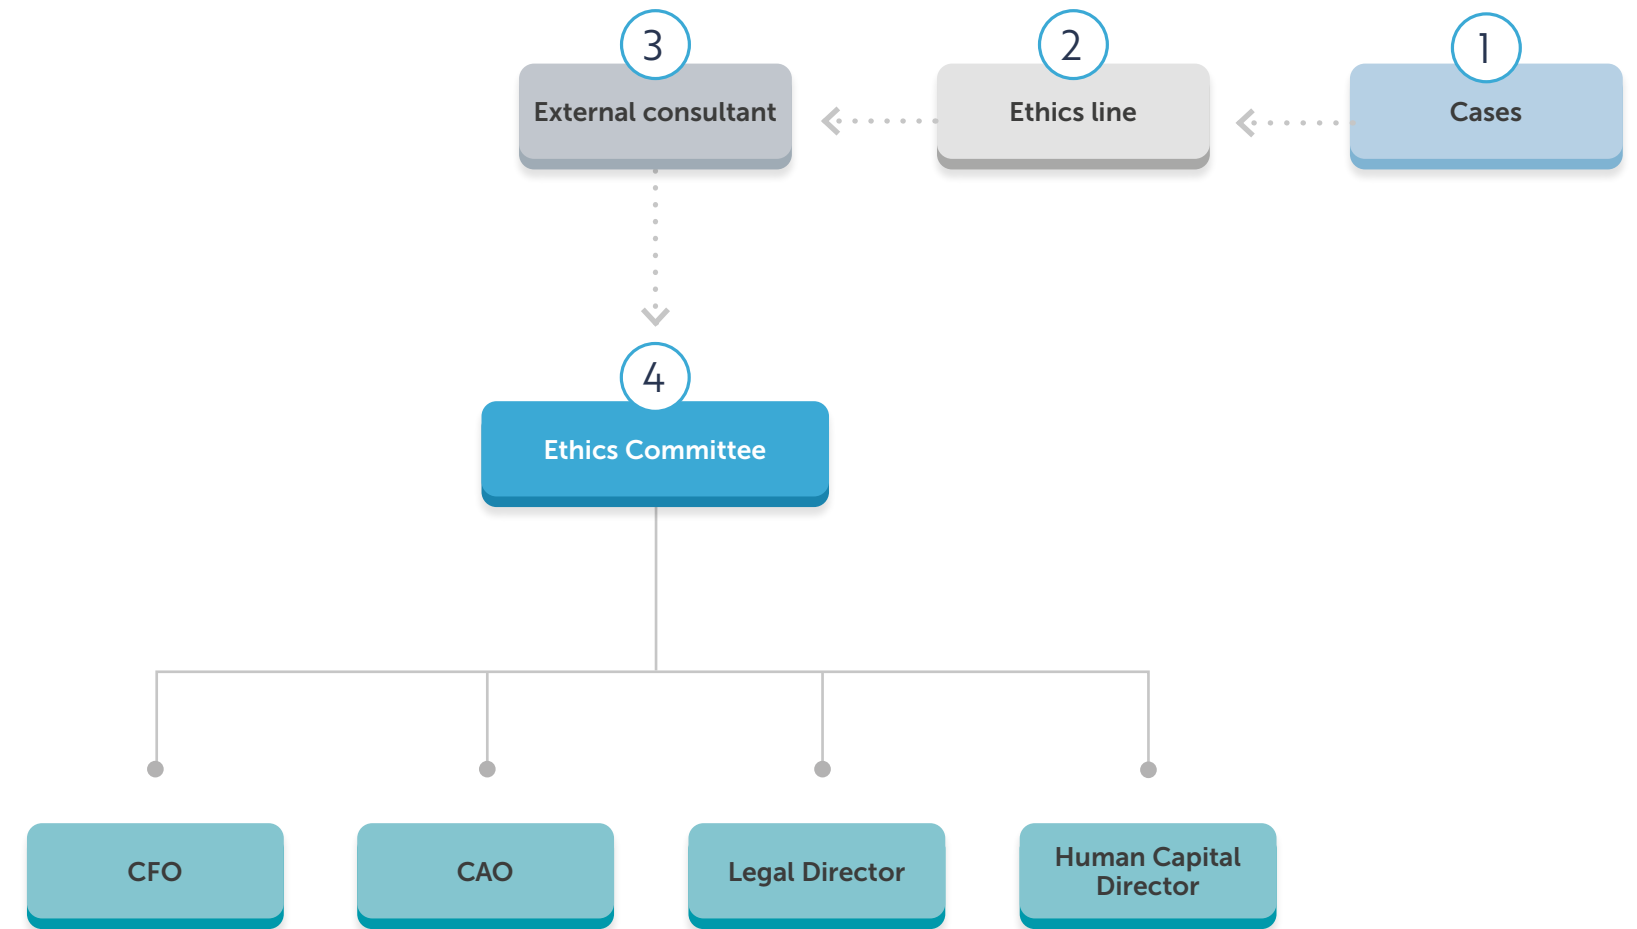 3
External consultant
2
Ethics line
1
Cases
4
Ethics Committee
CFO
CAO
Legal Director
Human Capital
Director